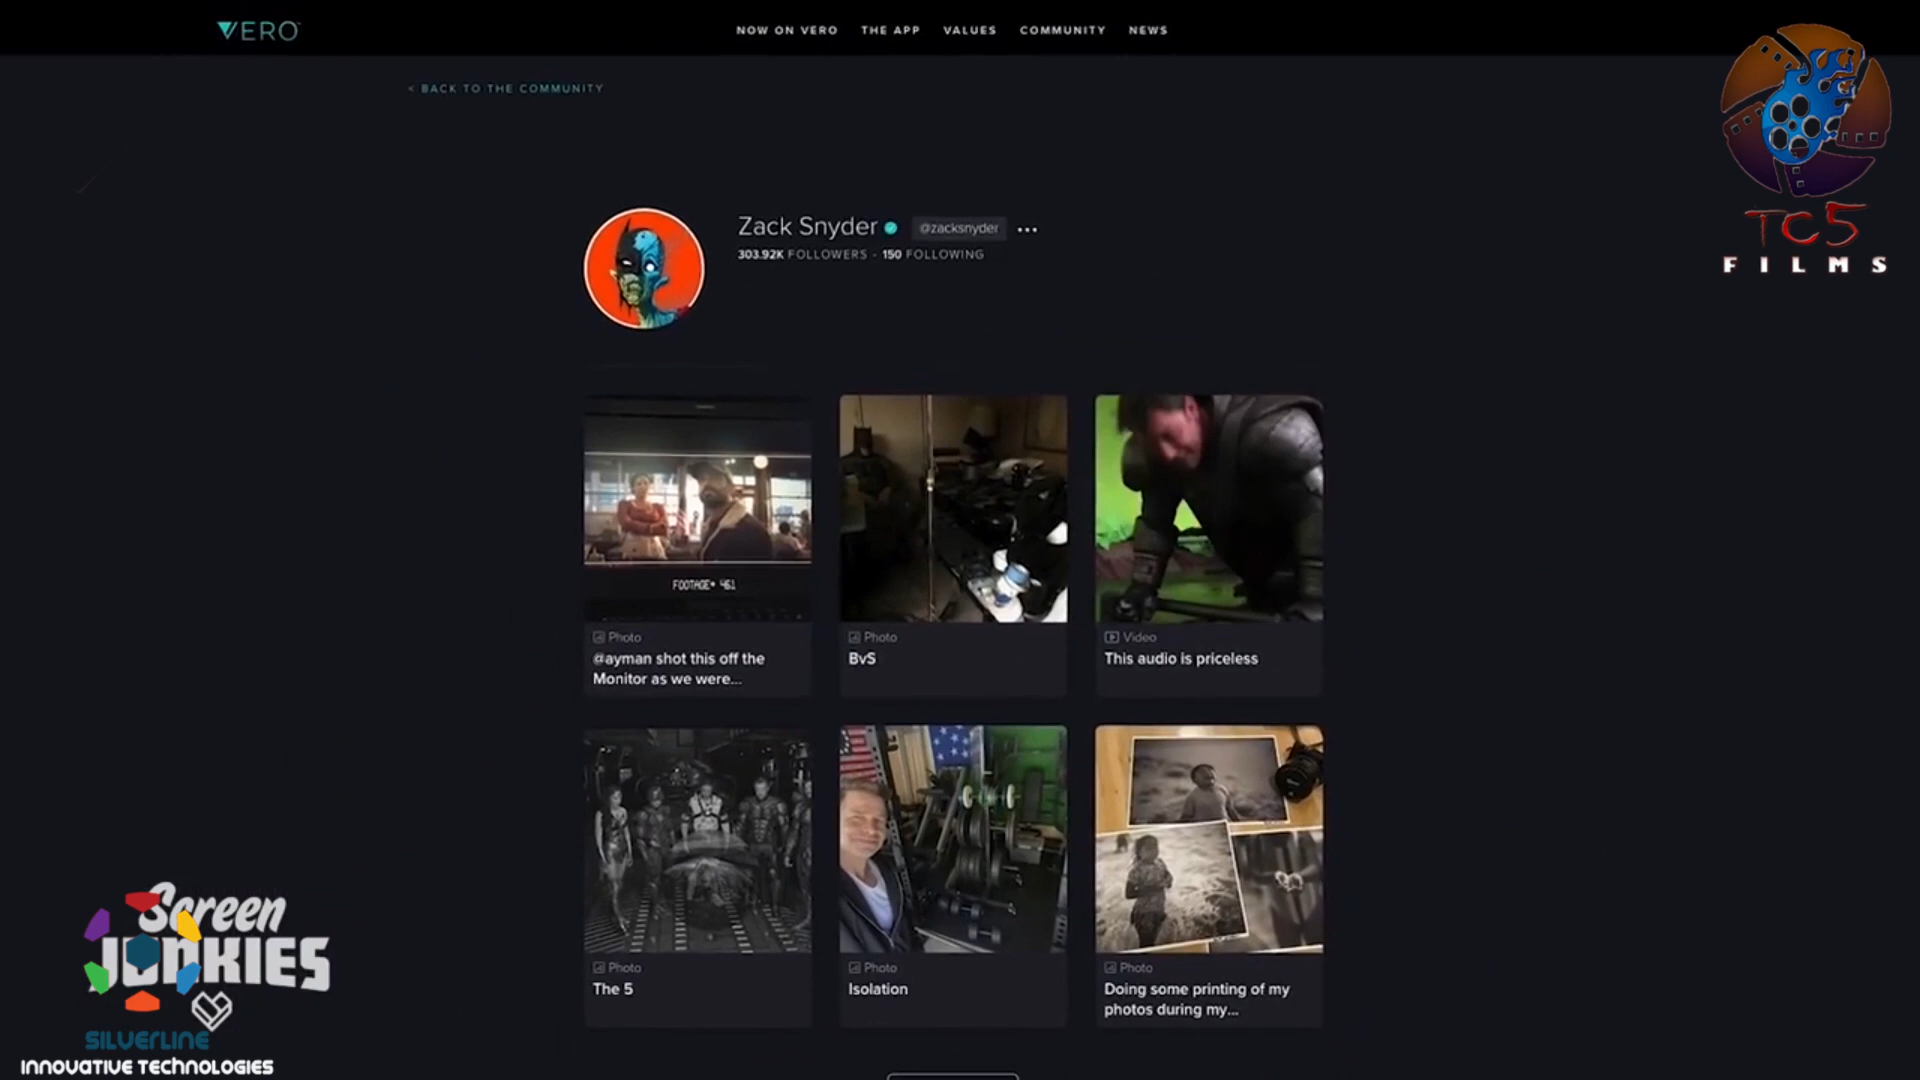 VERO
NOW ON VERO THE APP VALUES COMMUNITY NEWS
< BACK TO THE COMMUNITY
Zack Snyder @zacksnyder ...
303.92K FOLLOWERS - 150 FOLLOWING
TC5
FILMS
FOOTAGE* 461
Photo
@ayman shot this off the
Monitor as we were...
Photo
BvS
Video
This audio is priceless
Photo
The 5
Photo
Isolation
Photo
Doing some printing of my
photos during my...
Screen
JUNKIES
SILVERLINE
INNOVATIVE TECHNOLOGIES